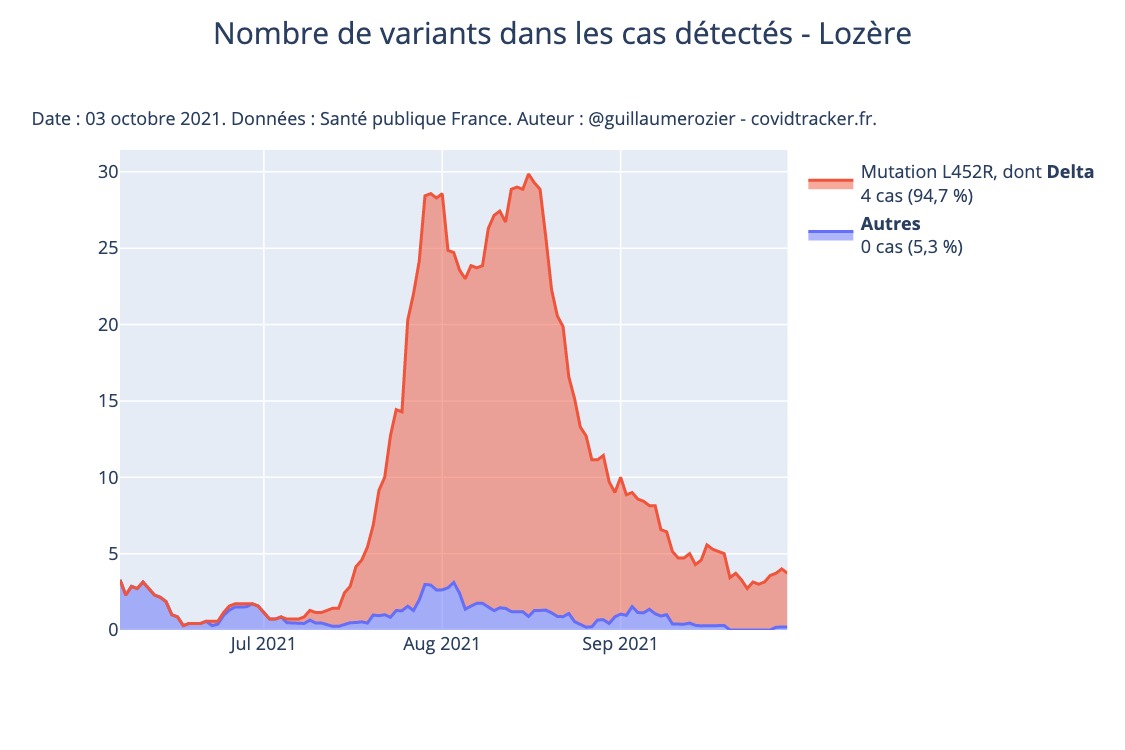 Nombre de variants dans les cas détectés - Lozère
Date : 03 octobre 2021. Données : Santé publique France. Auteur : @guillaumerozier - covidtracker.fr.
Mutation L452R, dont Delta
4 cas (94,7 %)
Autres
0 cas (5,3 %)
30
25
20
15
10
5
0
Jul 2021
Aug 2021
Sep 2021